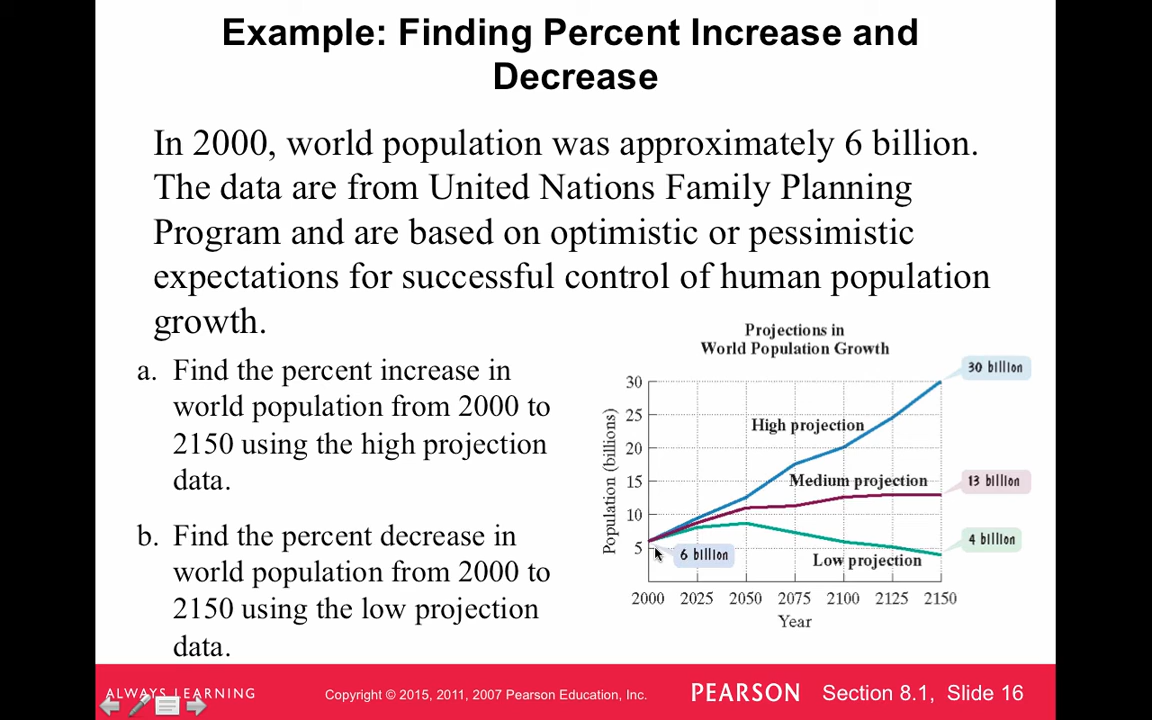 Example: Finding Percent Increase and
Decrease
In 2000, world population was approximately 6 billion.
The data are from United Nations Family Planning
Program and are based on optimistic or pessimistic
expectations for successful control of human population
growth.
a. Find the percent increase in
world population from 2000 to
2150 using the high projection
data.
b. Find the percent decrease in
world population from 2000 to
2150 using the low projection
data.
Projections in
World Population Growth
30 billion
30
25
High projection
20
15
Medium projection
13 billion
10
4 billion
5
6 billion
Low projection
Population (billions)
2000 2025 2050 2075 2100 2125 2150
Year
ALWAYS LEARNING
Copyright © 2015, 2011, 2007 Pearson Education, Inc.
PEARSON
Section 8.1, Slide 16